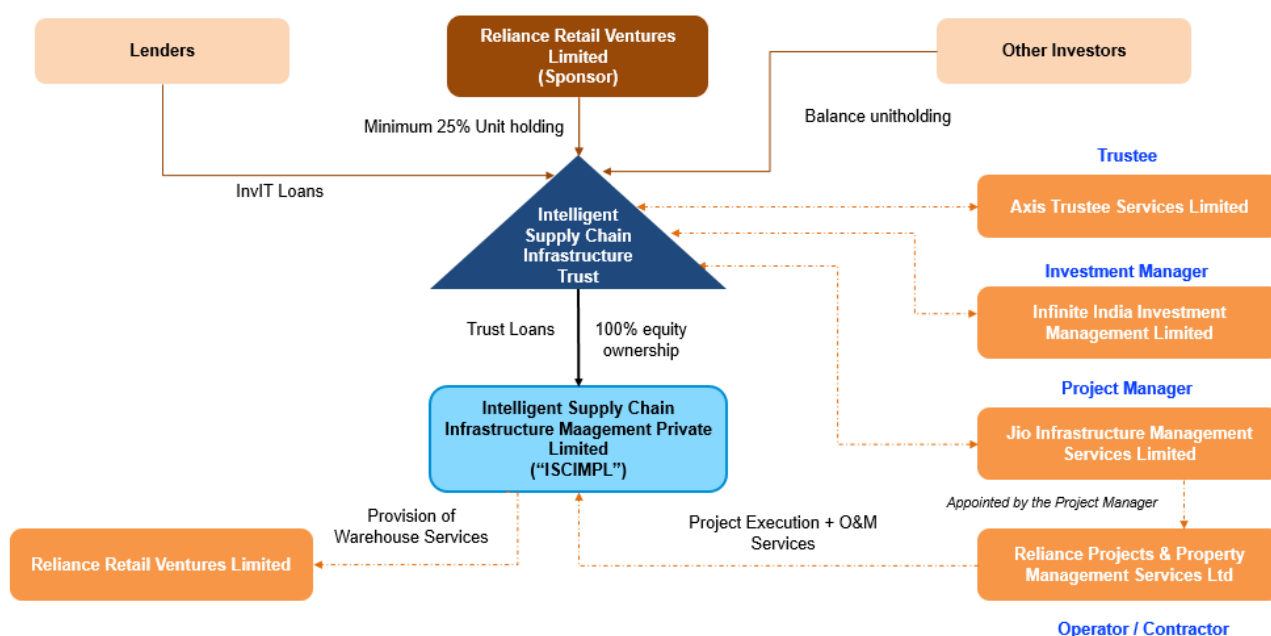 Lenders
Reliance Retail Ventures
Limited
(Sponsor)
Other Investors
Minimum 25% Unit holding
Balance unitholding
InvIT Loans
Trustee
Axis Trustee Services Limited
Intelligent
Supply Chain
Infrastructure
Trust
Investment Manager
Infinite India Investment
Management Limited
Trust Loans
100% equity
ownership
Project Manager
Jio Infrastructure Management
Services Limited
Intelligent Supply Chain
Infrastructure Maagement Private
Limited
(“ISCIMPL”)
Appointed by the Project Manager
Provision of
Warehouse Services
Project Execution + O&M
Services
Reliance Retail Ventures Limited
Reliance Projects & Property
Management Services Ltd
Operator / Contractor